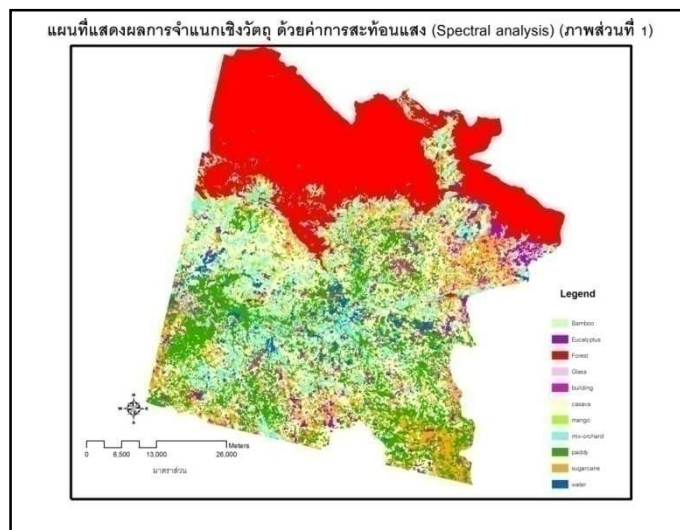 แผนที่แสดงผลการจำแนกเชิงวัตถุ ด้วยค่าการสะท้อนแสง (Spectral analysis) (ภาพส่วนที่ 1)
Legend
Bamboo
Eucalyptus
Forest
Glass
building
casava
mango
mix-orchard
paddy
sugarcane
water
Meters
0 6,500 13,000 26,000
มาตราส่วน